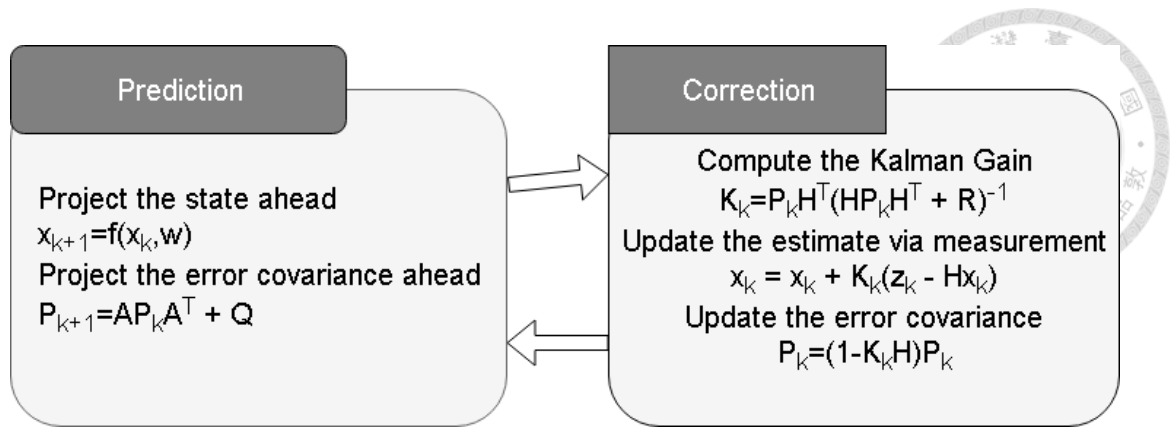 Prediction
Project the state ahead
xₖ₊₁=f(xₖ,w)
Project the error covariance ahead
Pₖ₊₁=APₖAᵀ + Q
Correction
Compute the Kalman Gain
Kₖ=PₖHᵀ(HPₖHᵀ + R)⁻¹
Update the estimate via measurement
xₖ = xₖ + Kₖ(zₖ - Hxₖ)
Update the error covariance
Pₖ=(1-KₖH)Pₖ